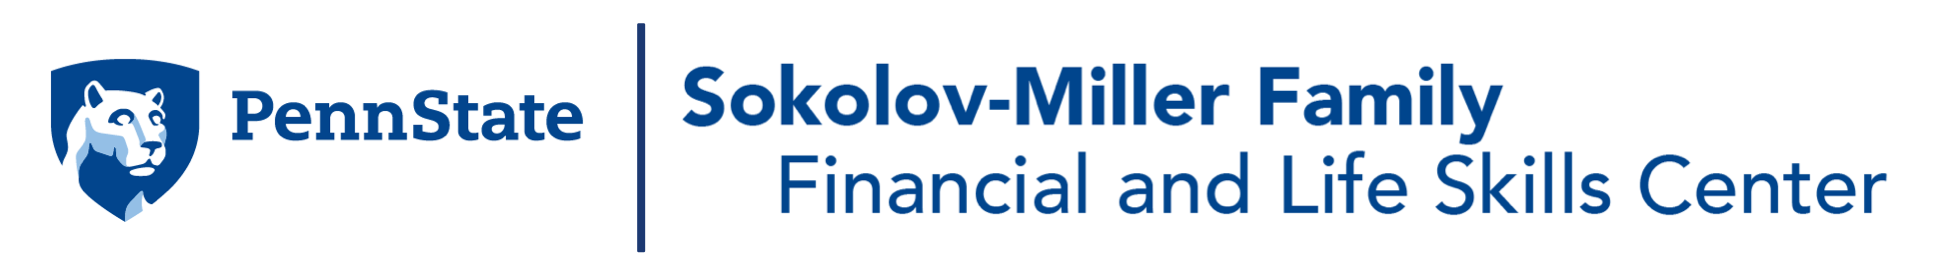 PennState
Sokolov-Miller Family
Financial and Life Skills Center